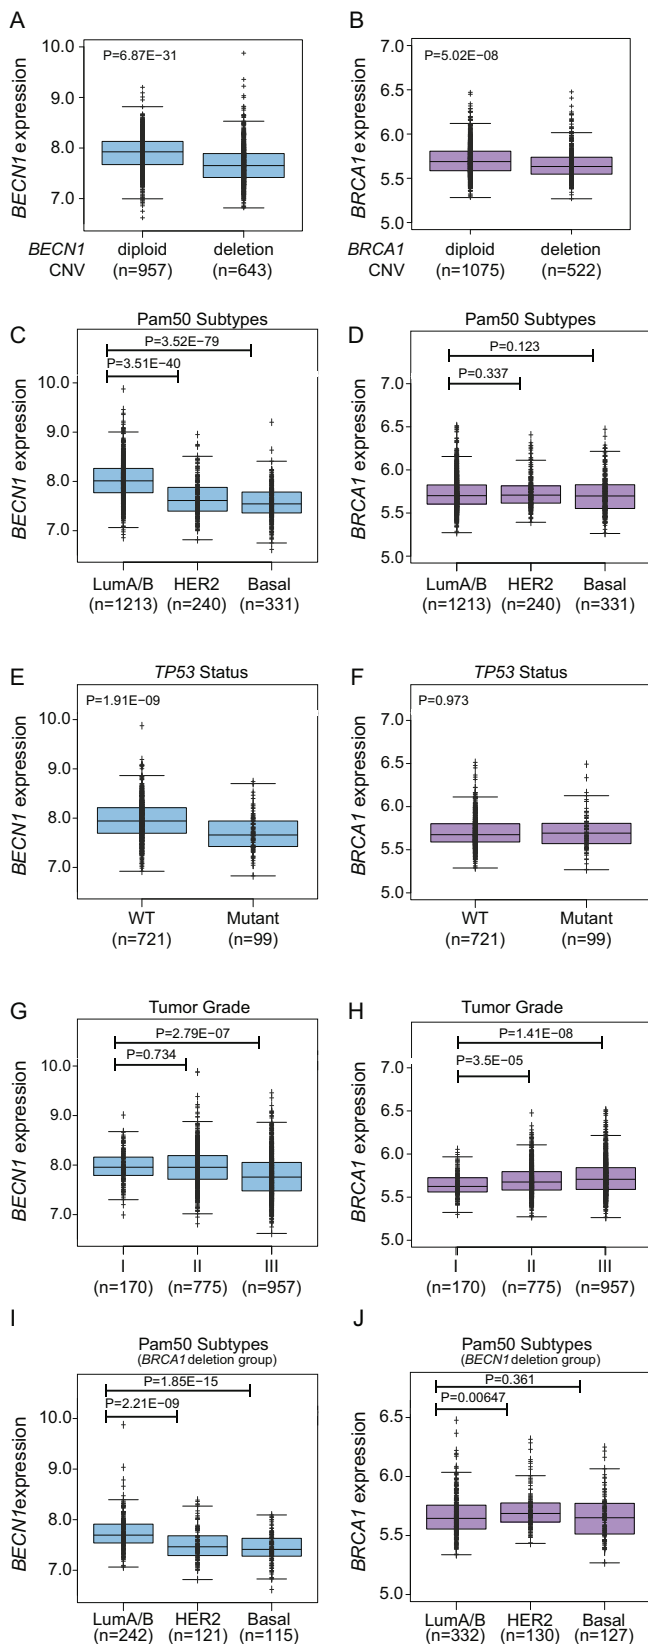 A
10.0
9.0
8.0
7.0
BECN1 expression
P=6.87E−31
BECN1 diploid deletion
CNV (n=957) (n=643)
B
7.0
6.5
6.0
5.5
5.0
BRCA1 expression
P=5.02E−08
BRCA1 diploid deletion
CNV (n=1075) (n=522)
C
Pam50 Subtypes
P=3.52E−79
P=3.51E−40
10.0
9.0
8.0
7.0
BECN1 expression
LumA/B HER2 Basal
(n=1213) (n=240) (n=331)
D
Pam50 Subtypes
P=0.123
P=0.337
7.0
6.5
6.0
5.5
5.0
BRCA1 expression
LumA/B HER2 Basal
(n=1213) (n=240) (n=331)
E
TP53 Status
P=1.91E−09
10.0
9.0
8.0
7.0
BECN1 expression
WT Mutant
(n=721) (n=99)
F
TP53 Status
P=0.973
7.0
6.5
6.0
5.5
5.0
BRCA1 expression
WT Mutant
(n=721) (n=99)
G
Tumor Grade
P=2.79E−07
P=0.734
10.0
9.0
8.0
7.0
BECN1 expression
I II III
(n=170) (n=775) (n=957)
H
Tumor Grade
P=1.41E−08
P=3.5E−05
7.0
6.5
6.0
5.5
5.0
BRCA1 expression
I II III
(n=170) (n=775) (n=957)
I
Pam50 Subtypes
(BRCA1 deletion group)
P=1.85E−15
P=2.21E−09
10.0
9.0
8.0
7.0
BECN1expression
LumA/B HER2 Basal
(n=242) (n=121) (n=115)
J
Pam50 Subtypes
(BECN1 deletion group)
P=0.361
P=0.00647
6.5
6.0
5.5
5.0
BRCA1 expression
LumA/B HER2 Basal
(n=332) (n=130) (n=127)